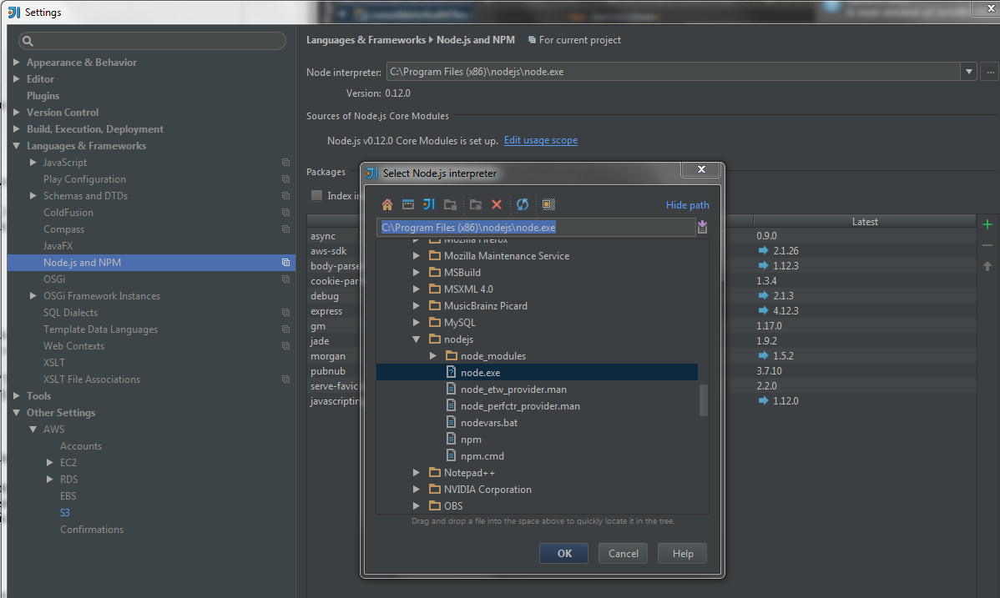 Settings
Languages & Frameworks Node.js and NPM For current project
Appearance & Behavior
Editor
Plugins
Version Control
Build, Execution, Deployment
Languages & Frameworks
JavaScript
Play Configuration
Schemas and DTDs
ColdFusion
Compass
JavaFX
Node.js and NPM
OSGi
OSGi Framework Instances
SQL Dialects
Template Data Languages
Web Contexts
XSLT
XSLT File Associations
Tools
Other Settings
AWS
Accounts
EC2
RDS
EBS
S3
Confirmations
Node interpreter: C:\Program Files (x86)\nodejs\node.exe ...
Version: 0.12.0
Sources of Node.js Core Modules
Node.js v0.12.0 Core Modules is set up. Edit usage scope
Packages
Index in
Latest
async 0.9.0
aws-sdk 2.1.26
body-parse 1.12.3
cookie-par 1.3.4
debug 2.1.3
express 4.12.3
gm 1.17.0
jade 1.9.2
morgan 1.5.2
pubnub 3.7.10
serve-favic 2.2.0
javascriptin 1.12.0
Select Node.js interpreter
Hide path
C:\Program Files (x86)\nodejs\node.exe
Mozilla Firefox
Mozilla Maintenance Service
MSBuild
MSXML 4.0
MusicBrainz Picard
MySQL
nodejs
node_modules
node.exe
node_etw_provider.man
node_perfctr_provider.man
nodevars.bat
npm
npm.cmd
Notepad++
NVIDIA Corporation
OBS
Drag and drop a file into the space above to quickly locate it in the tree.
OK Cancel Help